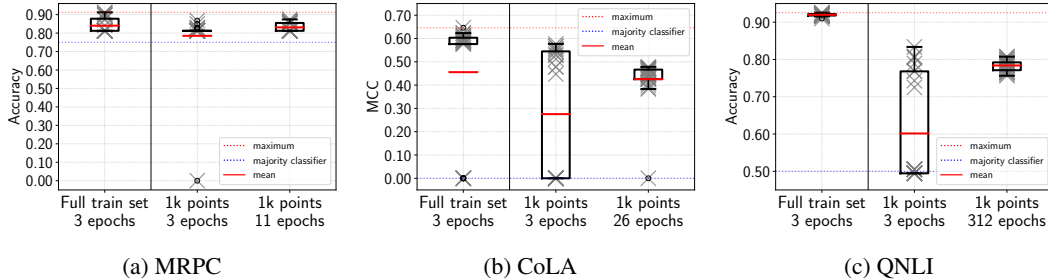 Accuracy
0.90
0.80
0.70
0.60
0.50
0.40
0.30
0.20
0.10
0.00
maximum
majority classifier
mean
Full train set
3 epochs
1k points
3 epochs
1k points
11 epochs
(a) MRPC
MCC
0.70
0.60
0.50
0.40
0.30
0.20
0.10
0.00
maximum
majority classifier
mean
Full train set
3 epochs
1k points
3 epochs
1k points
26 epochs
(b) CoLA
Accuracy
0.90
0.80
0.70
0.60
0.50
maximum
majority classifier
mean
Full train set
3 epochs
1k points
3 epochs
1k points
312 epochs
(c) QNLI